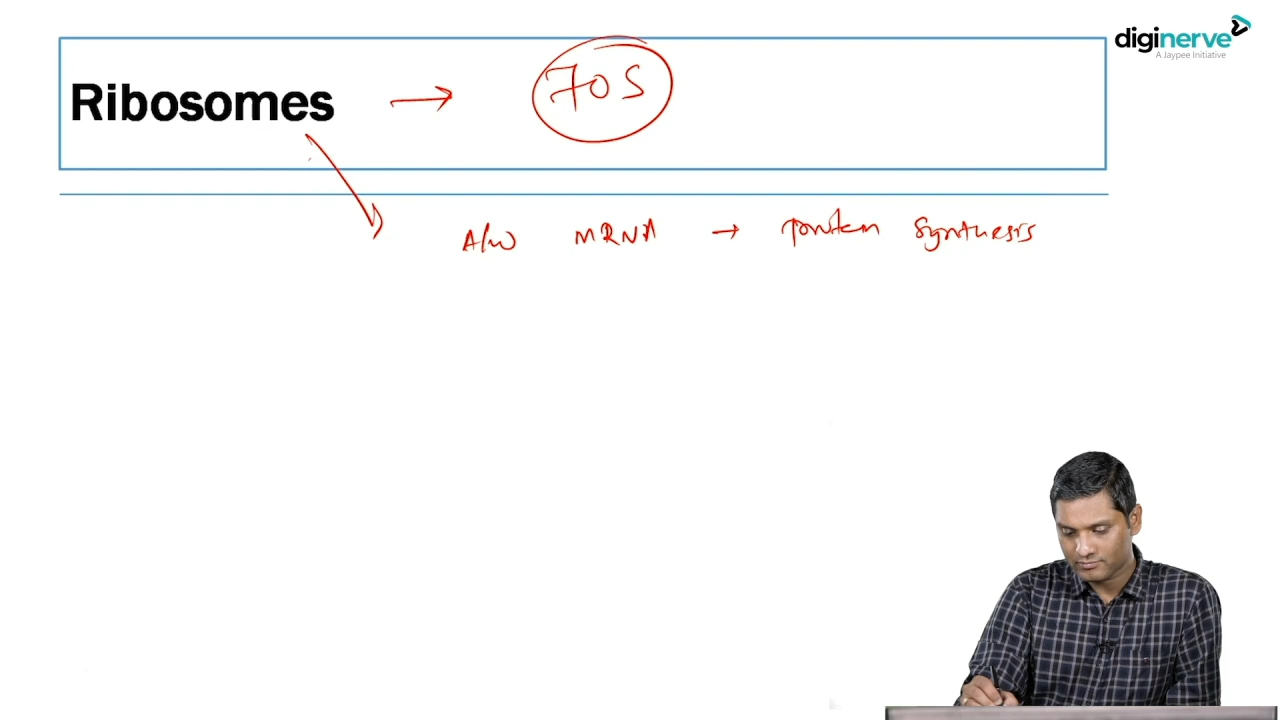 diginerve
A Jaypee Initiative
Ribosomes → 70S
A/w mRNA → Protein Synthesis